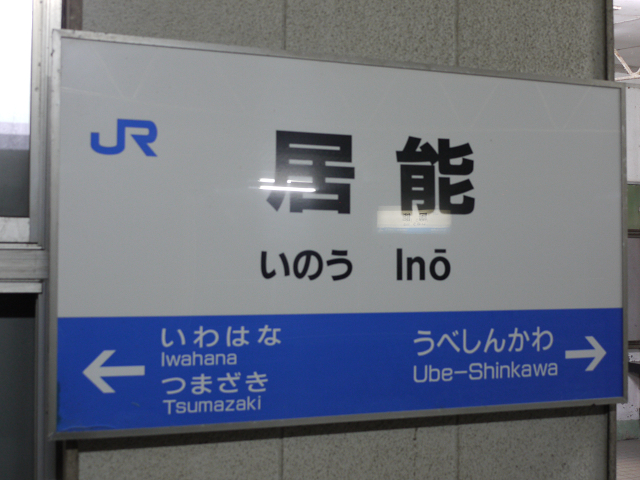 JR
居能
いのう Inō
いわはな
Iwahana
つまざき
Tsumazaki
うべしんかわ
Ube-Shinkawa